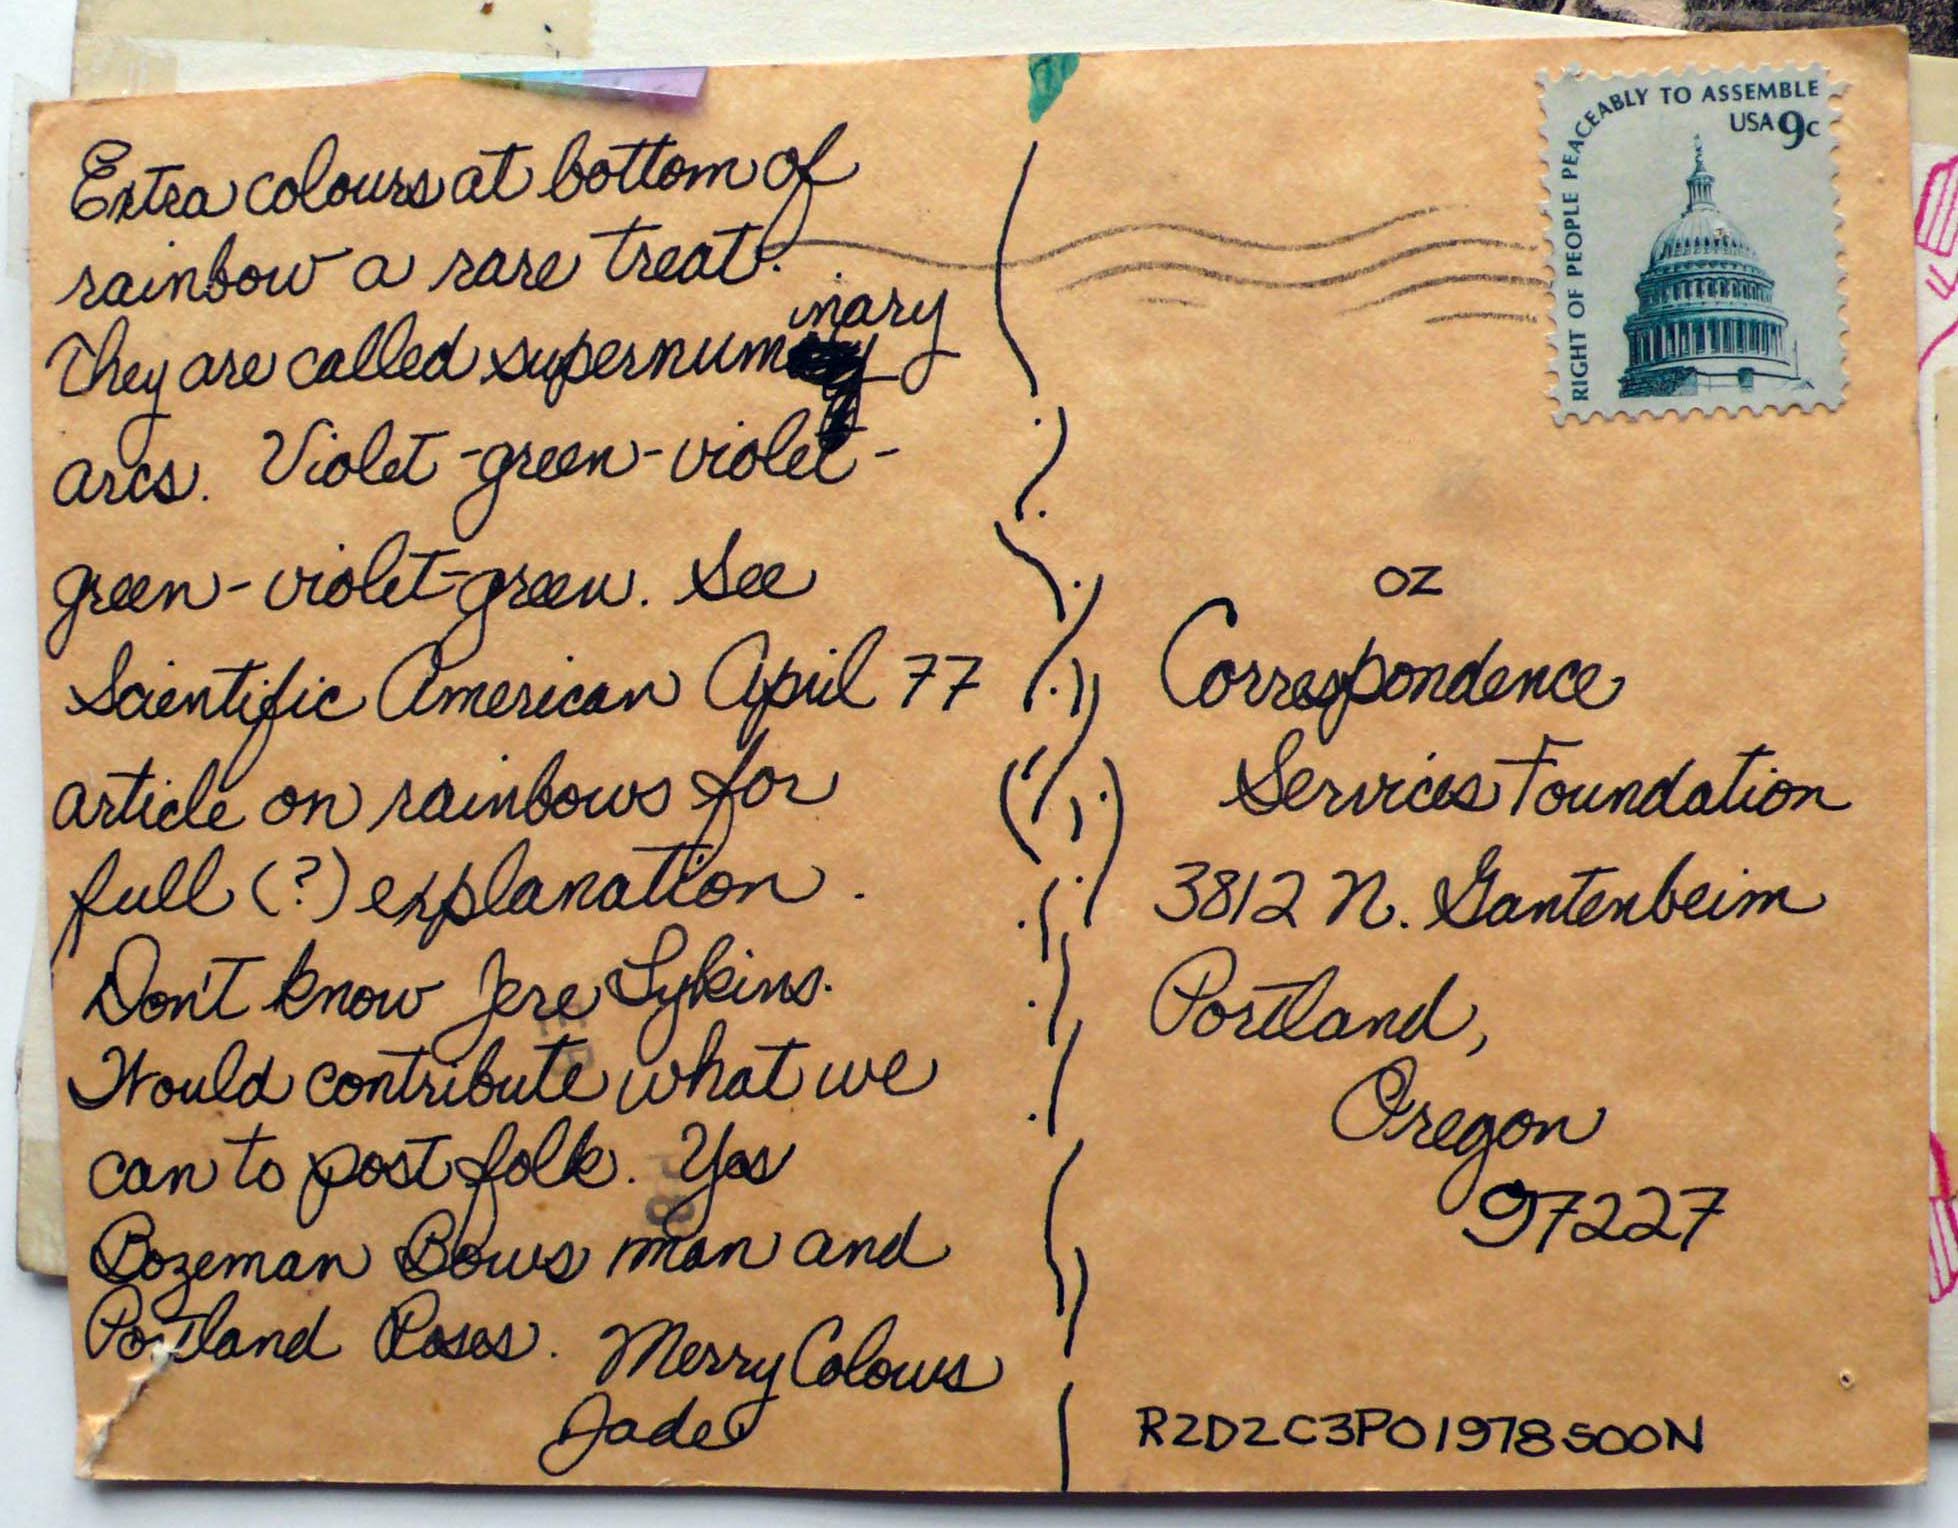 Extra colours at bottom of
rainbow a rare treat.
They are called supernuminary
arcs. Violet-green-violet-
green-violet-green. See
Scientific American April 77
article on rainbows for
full (?) explanation.
Don't know Jere Lykins.
Would contribute what we
can to post folk. Yes
Bozeman Bows man and
Portland Roses. Merry Colours
Jade
RIGHT OF PEOPLE PEACEABLY TO ASSEMBLE
USA 9c
OZ
Correspondence
Services Foundation
3812 N. Gantenbeim
Portland,
Oregon
97227
R2D2C3PO1978SOON